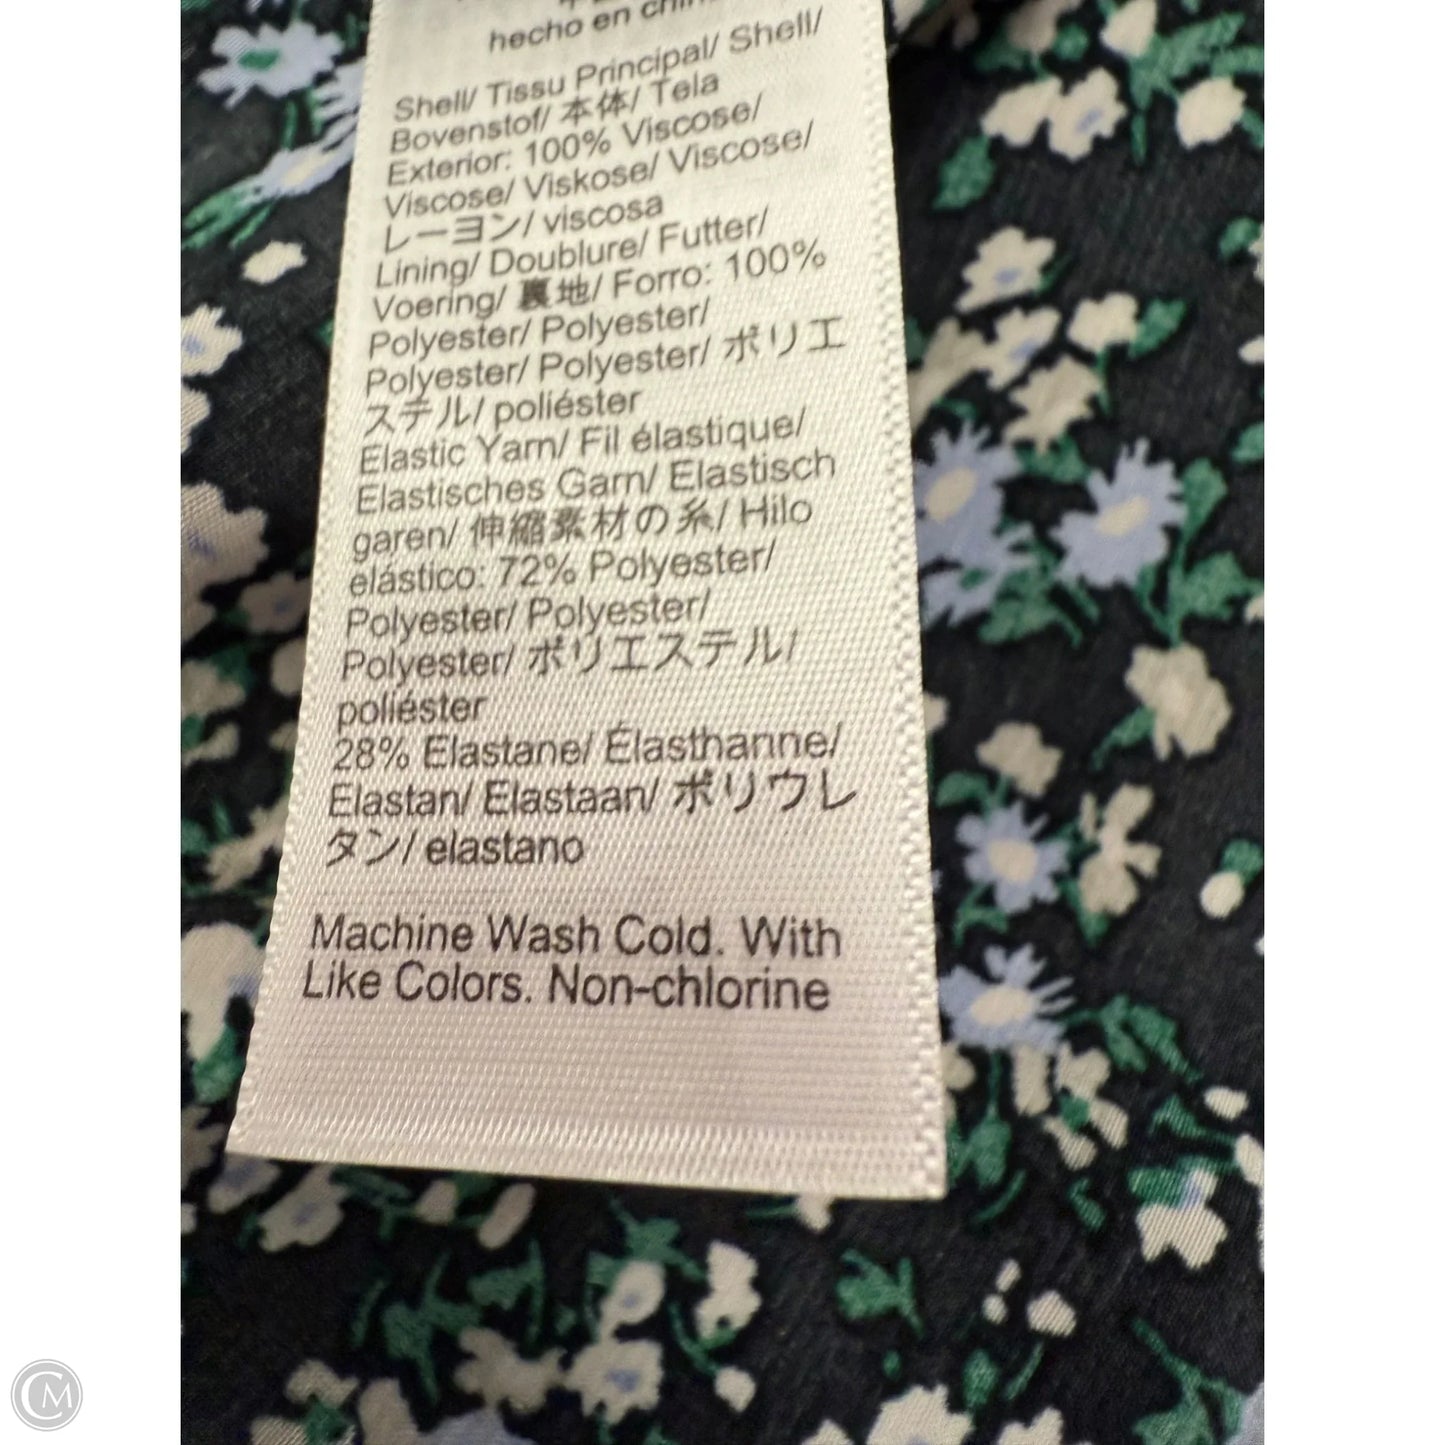 hecho en china
Shell/ Tissu Principal/ Shell/
Bovenstof/ 本体/ Tela
Exterior: 100% Viscose/
Viscose/ Viskose/ Viscose/
レーヨン/ viscosa
Lining/ Doublure/ Futter/
Voering/ 裏地/ Forro: 100%
Polyester/ Polyester/
Polyester/ Polyester/ ポリエ
ステル/ poliéster
Elastic Yarn/ Fil élastique/
Elastisches Garn/ Elastisch
garen/ 伸縮素材の糸/ Hilo
elástico: 72% Polyester/
Polyester/ Polyester/
Polyester/ ポリエステル/
poliéster
28% Elastane/ Élasthanne/
Elastan/ Elastaan/ ポリウレ
タン/ elastano
Machine Wash Cold. With
Like Colors. Non-chlorine
CM